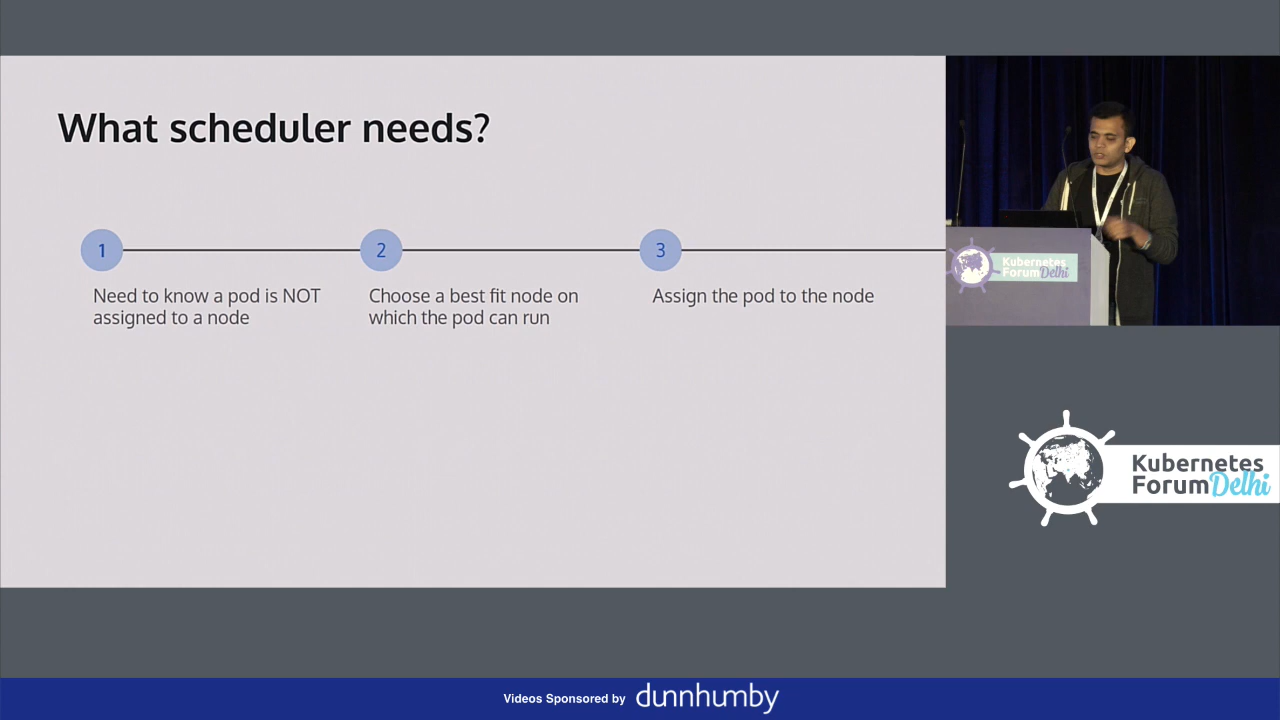 What scheduler needs?
1
2
3
Need to know a pod is NOT
assigned to a node
Choose a best fit node on
which the pod can run
Assign the pod to the node
Kubernetes
Forum Delhi
Kubernetes
Forum Delhi
Videos Sponsored by dunnhumby